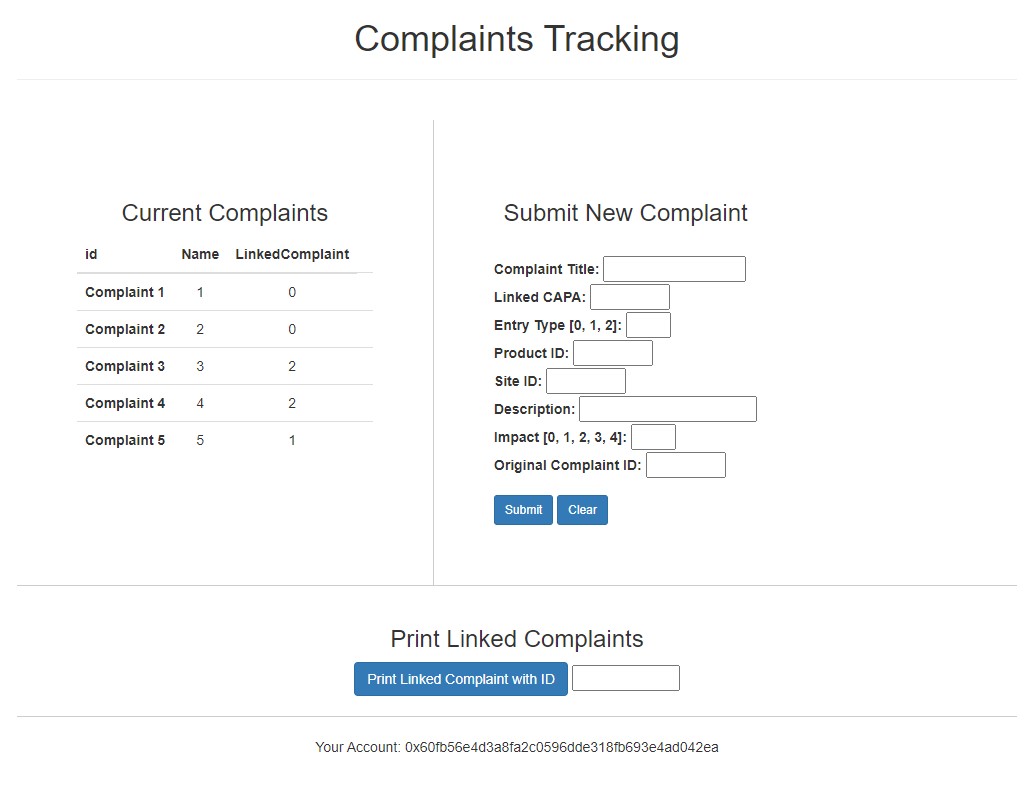 Complaints Tracking
Current Complaints
id Name LinkedComplaint
Complaint 1 1 0
Complaint 2 2 0
Complaint 3 3 2
Complaint 4 4 2
Complaint 5 5 1
Submit New Complaint
Complaint Title:
Linked CAPA:
Entry Type [0, 1, 2]:
Product ID:
Site ID:
Description:
Impact [0, 1, 2, 3, 4]:
Original Complaint ID:
Submit Clear
Print Linked Complaints
Print Linked Complaint with ID
Your Account: 0x60fb56e4d3a8fa2c0596dde318fb693e4ad042ea